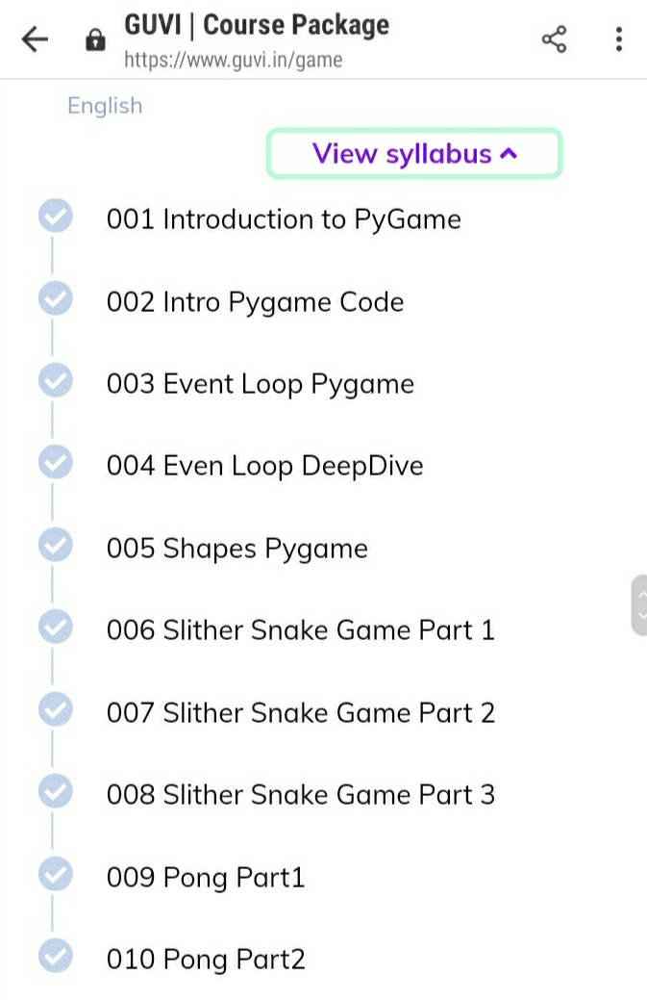 GUVI | Course Package
https://www.guvi.in/game
English
View syllabus
001 Introduction to PyGame
002 Intro Pygame Code
003 Event Loop Pygame
004 Even Loop DeepDive
005 Shapes Pygame
006 Slither Snake Game Part 1
007 Slither Snake Game Part 2
008 Slither Snake Game Part 3
009 Pong Part1
010 Pong Part2